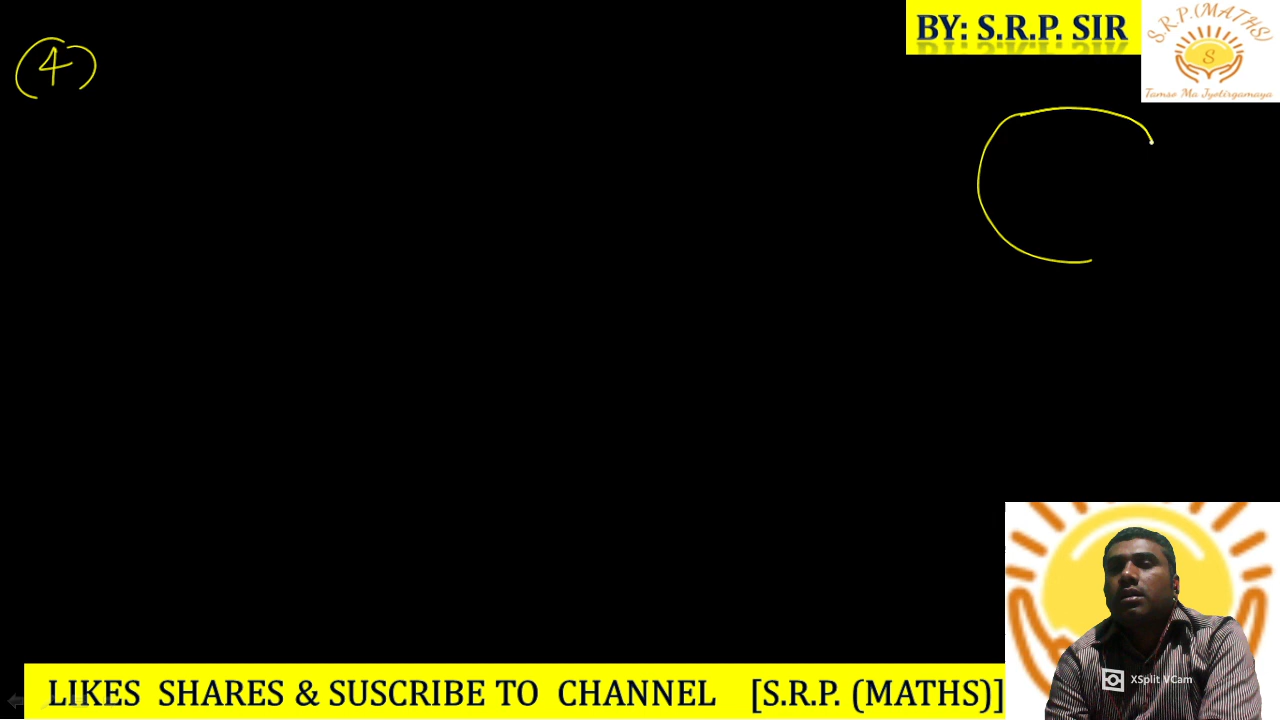 (4)
BY: S.R.P. SIR
S.R.P.(MATHS)
S
Tamso Ma Jyotirgamaya
XSplit VCam
LIKES SHARES & SUSCRIBE TO CHANNEL [S.R.P. (MATHS)]